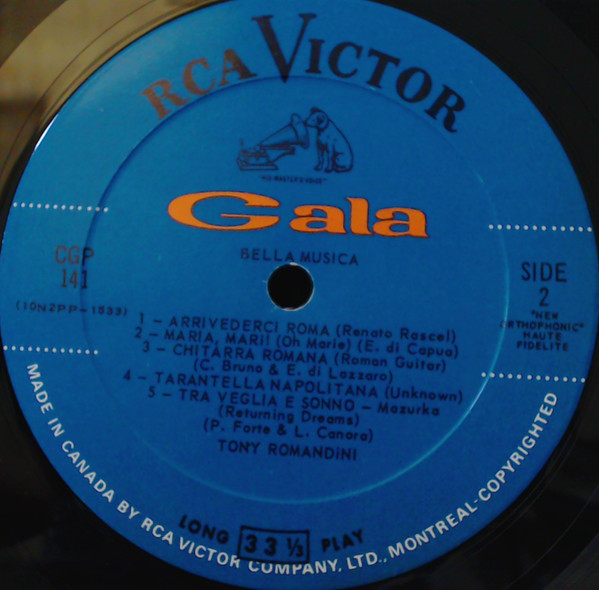 RCA VICTOR
"HIS MASTER'S VOICE"
Gala
BELLA MUSICA
CGP
141
(10N2PP-1533)
SIDE
2
"NEW
ORTHOPHONIC"
HAUTE
FIDELITE
1 – ARRIVEDERCI ROMA (Renato Rascel)
2 – MARIA, MARI! (Oh Marie) (E. di Capua)
3 – CHITARRA ROMANA (Roman Guitar)
(C. Bruno & E. di Lazzaro)
4 – TARANTELLA NAPOLITANA (Unknown)
5 – TRA VEGLIA E SONNO – Mazurka
(Returning Dreams)
(P. Forte & L. Canoro)
TONY ROMANDINI
LONG 33 ⅓ PLAY
MADE IN CANADA BY RCA VICTOR COMPANY, LTD., MONTREAL-COPYRIGHTED